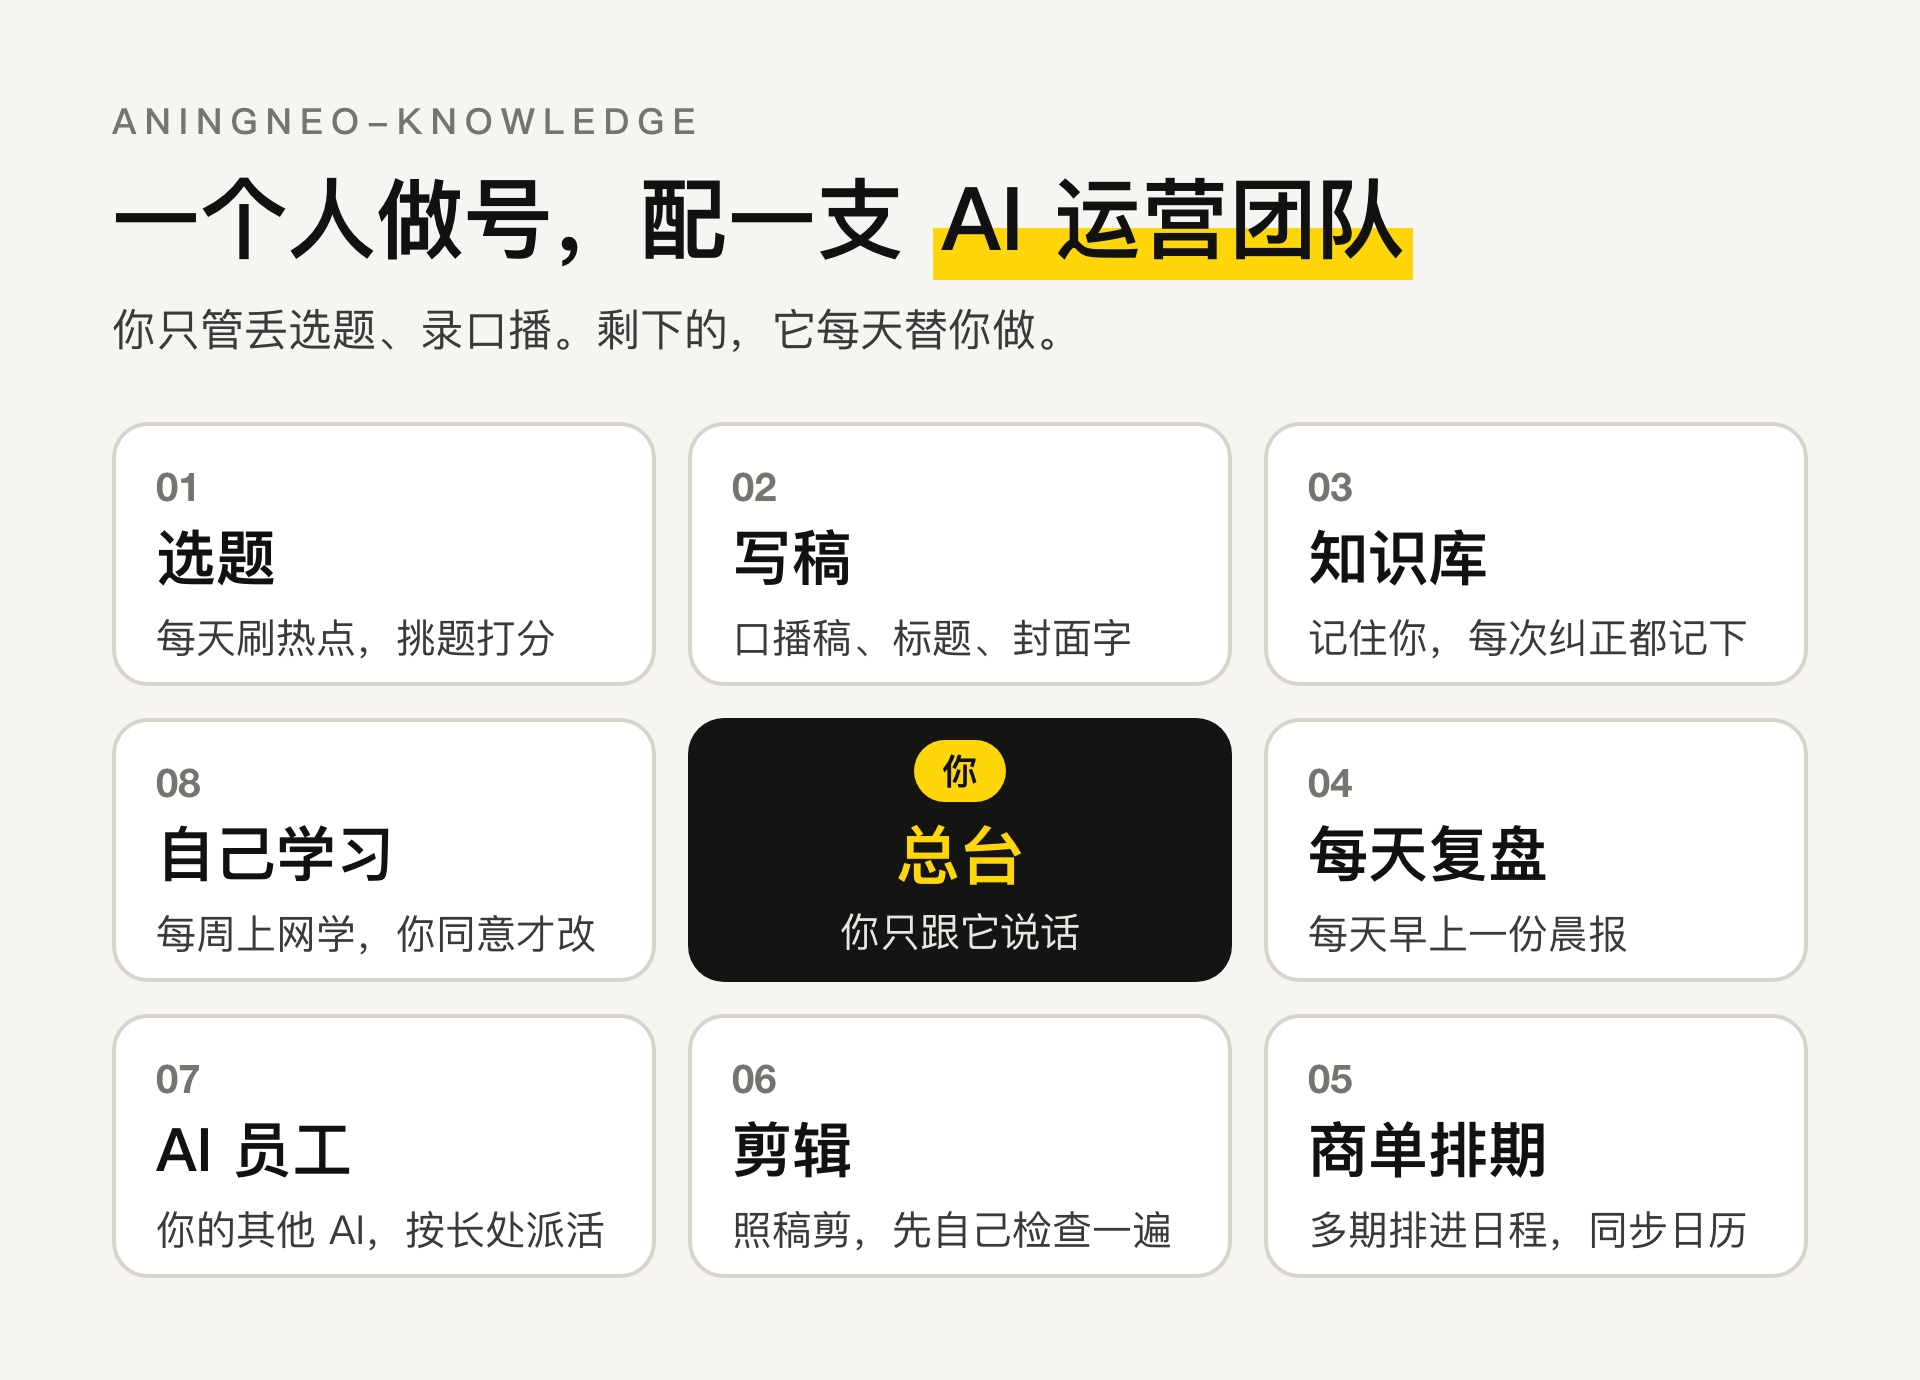 ANINGNEO–KNOWLEDGE
一个人做号，配一支 AI 运营团队
你只管丢选题、录口播。剩下的，它每天替你做。
01
选题
每天刷热点，挑题打分
02
写稿
口播稿、标题、封面字
03
知识库
记住你，每次纠正都记下
08
自己学习
每周上网学，你同意才改
你
总台
你只跟它说话
04
每天复盘
每天早上一份晨报
07
AI 员工
你的其他 AI，按长处派活
06
剪辑
照稿剪，先自己检查一遍
05
商单排期
多期排进日程，同步日历